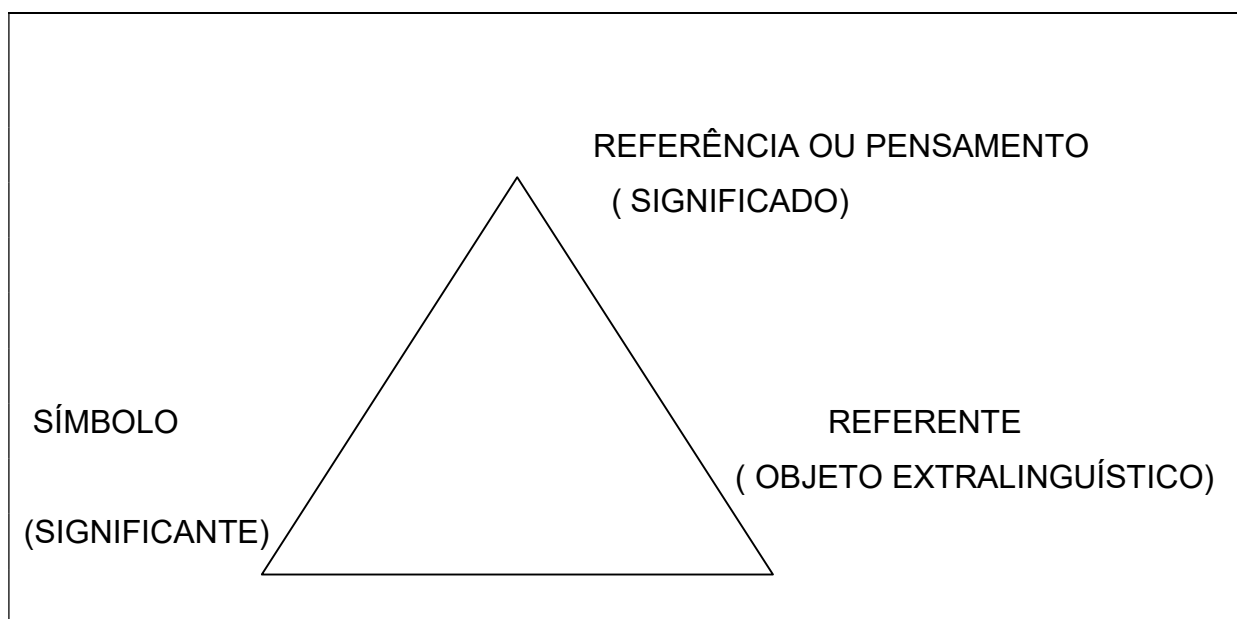 REFERÊNCIA OU PENSAMENTO
( SIGNIFICADO)
SÍMBOLO
REFERENTE
( OBJETO EXTRALINGUÍSTICO)
(SIGNIFICANTE)